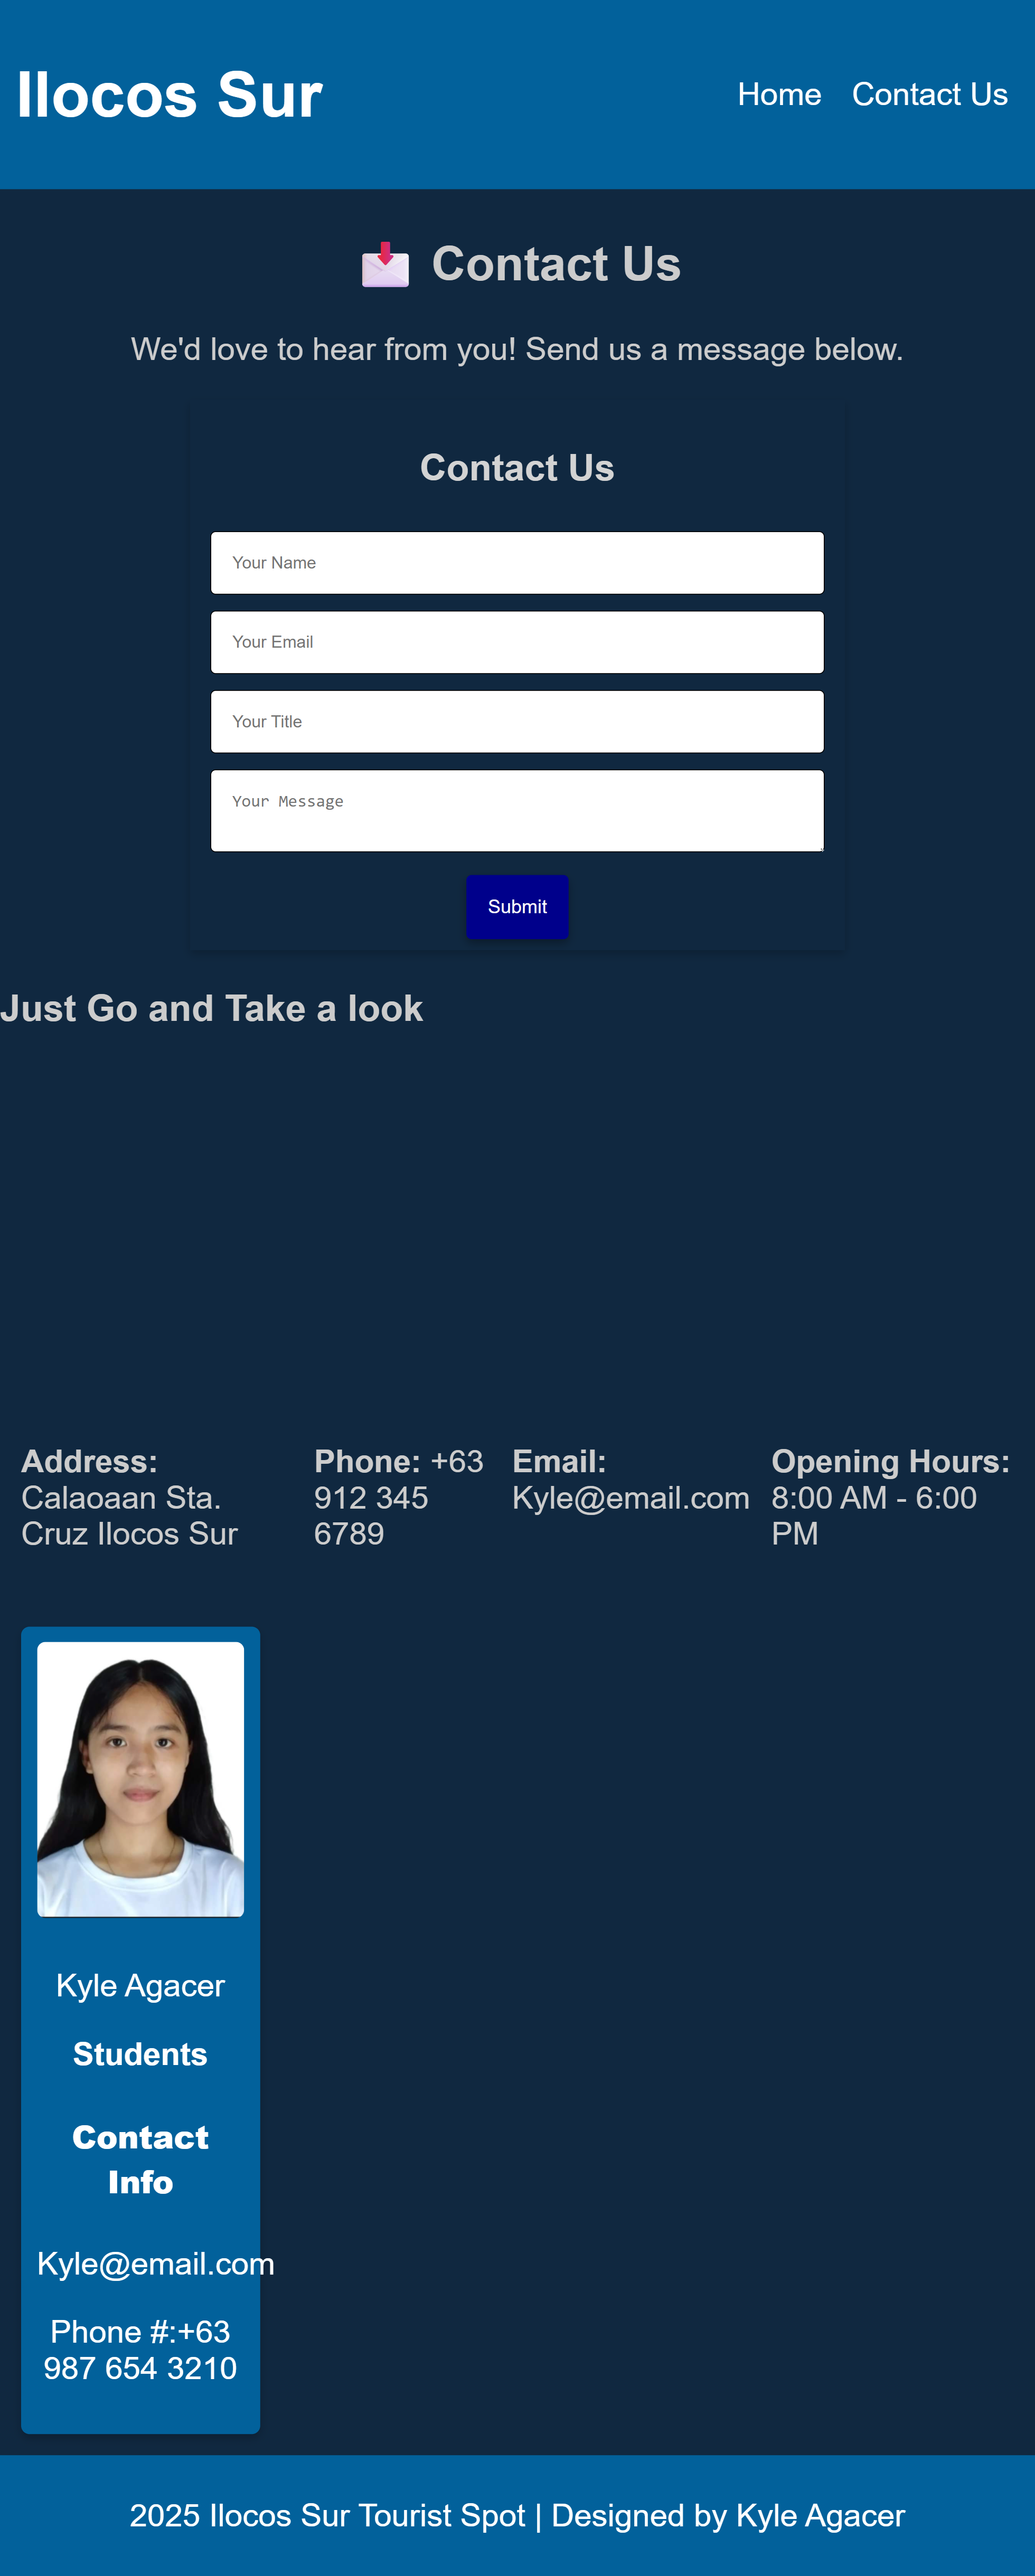 Ilocos Sur
Home Contact Us
Contact Us
We'd love to hear from you! Send us a message below.
Contact Us
Your Name
Your Email
Your Title
Your Message
Submit
Just Go and Take a look
Address:
Calaoaan Sta.
Cruz Ilocos Sur
Phone: +63
912 345
6789
Email:
Kyle@email.com
Opening Hours:
8:00 AM - 6:00
PM
Kyle Agacer
Students
Contact
Info
Kyle@email.com
Phone #:+63
987 654 3210
2025 Ilocos Sur Tourist Spot | Designed by Kyle Agacer